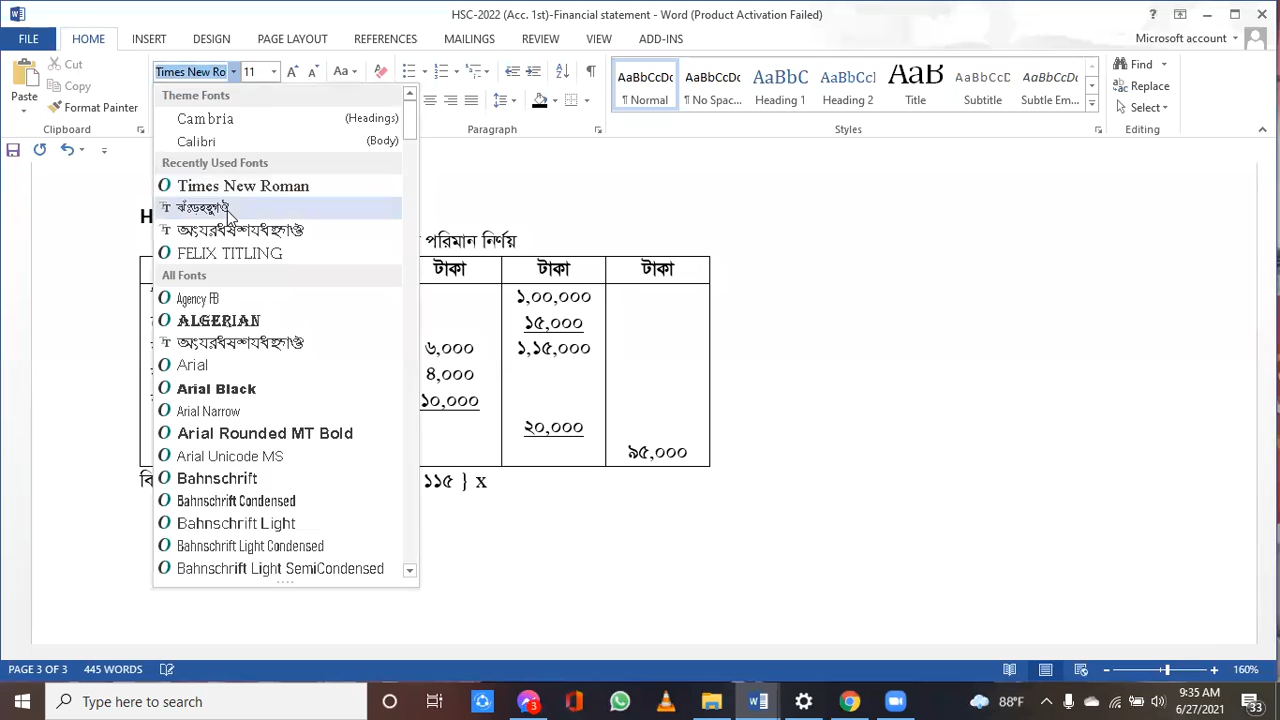 HSC-2022 (Acc. 1st)-Financial statement - Word (Product Activation Failed)
FILE HOME INSERT DESIGN PAGE LAYOUT REFERENCES MAILINGS REVIEW VIEW ADD-INS Microsoft account
Paste
Cut
Copy
Format Painter
Clipboard
Times New Ro 11
Paragraph
AaBbCcDc AaBbCcDc AaBbC AaBbCc AaB AaBbCcD AaBbCcDc
¶ Normal ¶ No Spac... Heading 1 Heading 2 Title Subtitle Subtle Em...
Styles
Find
Replace
Select
Editing
Theme Fonts
Cambria (Headings)
Calibri (Body)
Recently Used Fonts
Times New Roman
FELIX TITLING
All Fonts
Agency FB
ALGERIAN
Arial
Arial Black
Arial Narrow
Arial Rounded MT Bold
Arial Unicode MS
Bahnschrift
Bahnschrift Condensed
Bahnschrift Light
Bahnschrift Light Condensed
Bahnschrift Light SemiCondensed
H
পরিমান নির্ণয়
টাকা টাকা টাকা
১,০০,০০০
১৫,০০০
৬,০০০ ১,১৫,০০০
৪,০০০
১০,০০০
২০,০০০
৯৫,০০০
বি ১১৫ } x
PAGE 3 OF 3 445 WORDS 160%
Type here to search
3
88°F
9:35 AM
6/27/2021
33